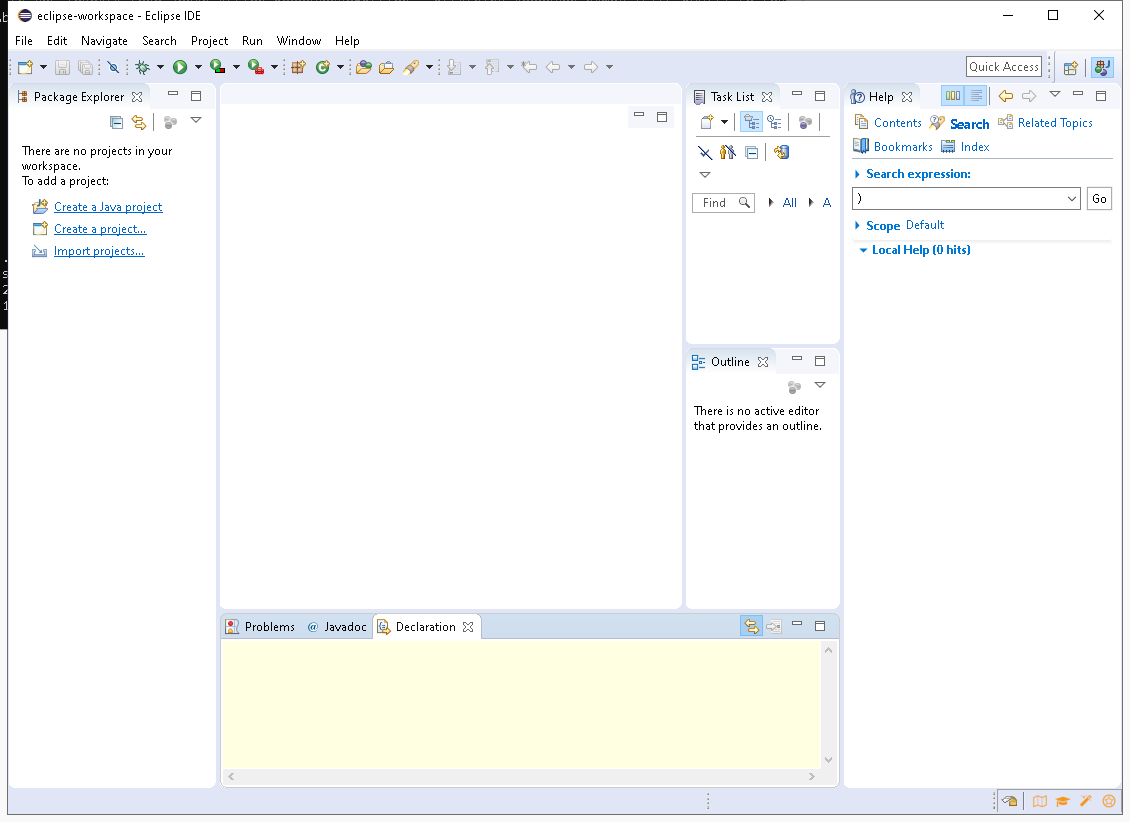 eclipse-workspace - Eclipse IDE
File Edit Navigate Search Project Run Window Help
Quick Access
Package Explorer
There are no projects in your
workspace.
To add a project:
Create a Java project
Create a project...
Import projects...
Task List
Find All A
Outline
There is no active editor
that provides an outline.
Help
Contents Search Related Topics
Bookmarks Index
Search expression:
) Go
Scope Default
Local Help (0 hits)
Problems @ Javadoc Declaration